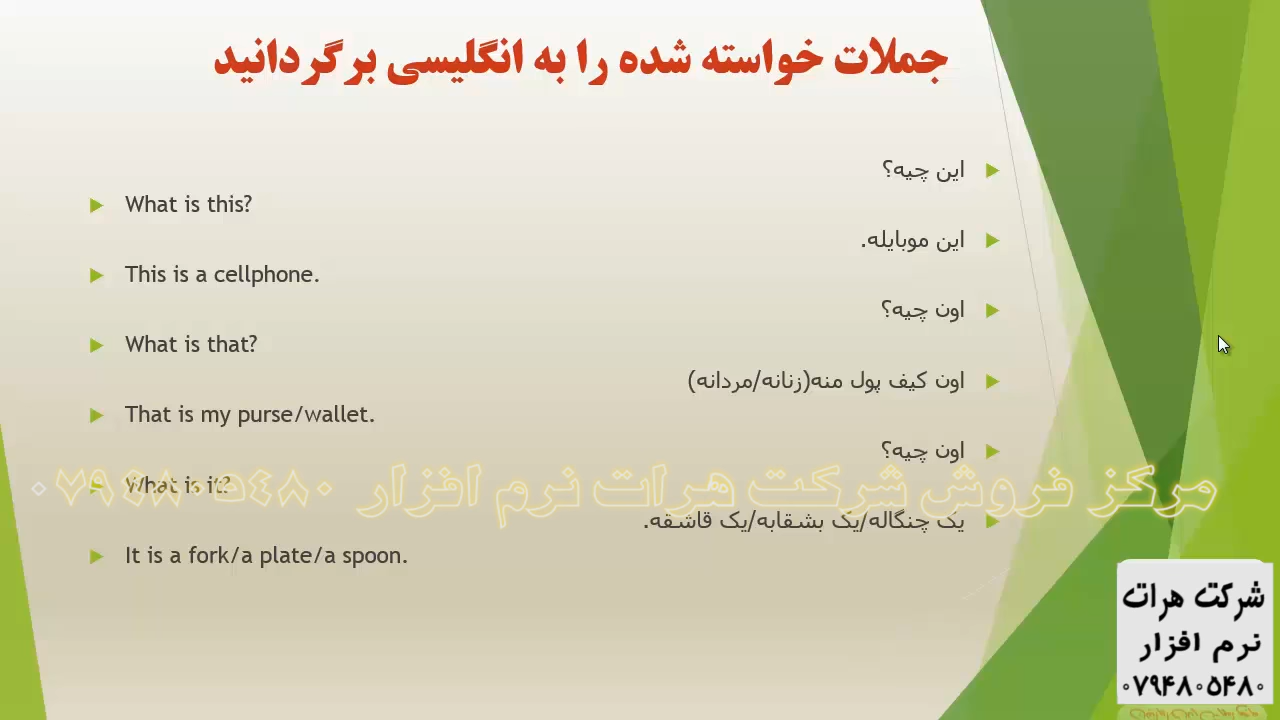 جملات خواسته شده را به انگلیسی برگردانید
این چیه؟
What is this?
این موبایله.
This is a cellphone.
اون چیه؟
What is that?
اون کیف پول منه(زنانه/مردانه)
That is my purse/wallet.
اون چیه؟
What is it?
مرکز فروش شرکت هرات نرم افزار ۰۷۹۴۸۰۵۴۸۰
یک چنگاله/یک بشقابه/یک قاشقه.
It is a fork/a plate/a spoon.
شرکت هرات
نرم افزار
۰۷۹۴۸۰۵۴۸۰